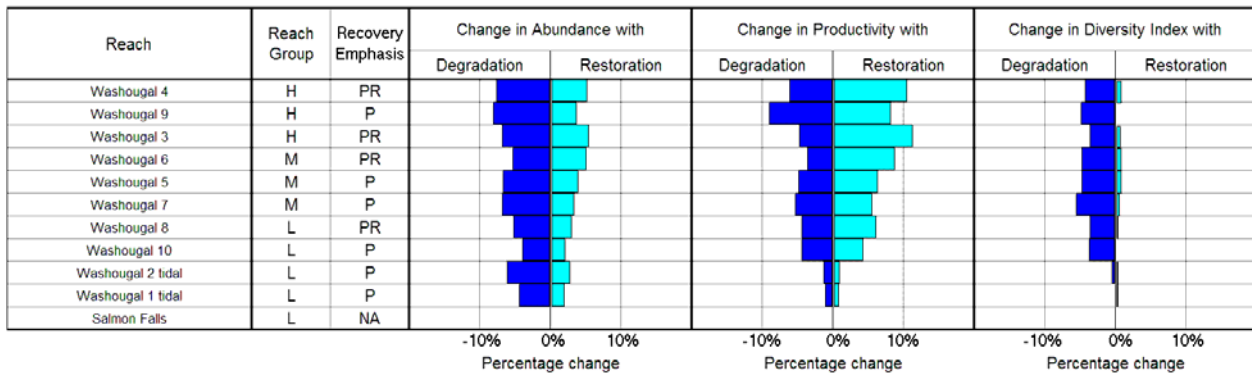 Reach Reach Group Recovery Emphasis Change in Abundance with Change in Productivity with Change in Diversity Index with
Degradation Restoration Degradation Restoration Degradation Restoration
Washougal 4 H PR
Washougal 9 H P
Washougal 3 H PR
Washougal 6 M PR
Washougal 5 M P
Washougal 7 M P
Washougal 8 L PR
Washougal 10 L P
Washougal 2 tidal L P
Washougal 1 tidal L P
Salmon Falls L NA
-10% 0% 10% -10% 0% 10% -10% 0% 10%
Percentage change Percentage change Percentage change